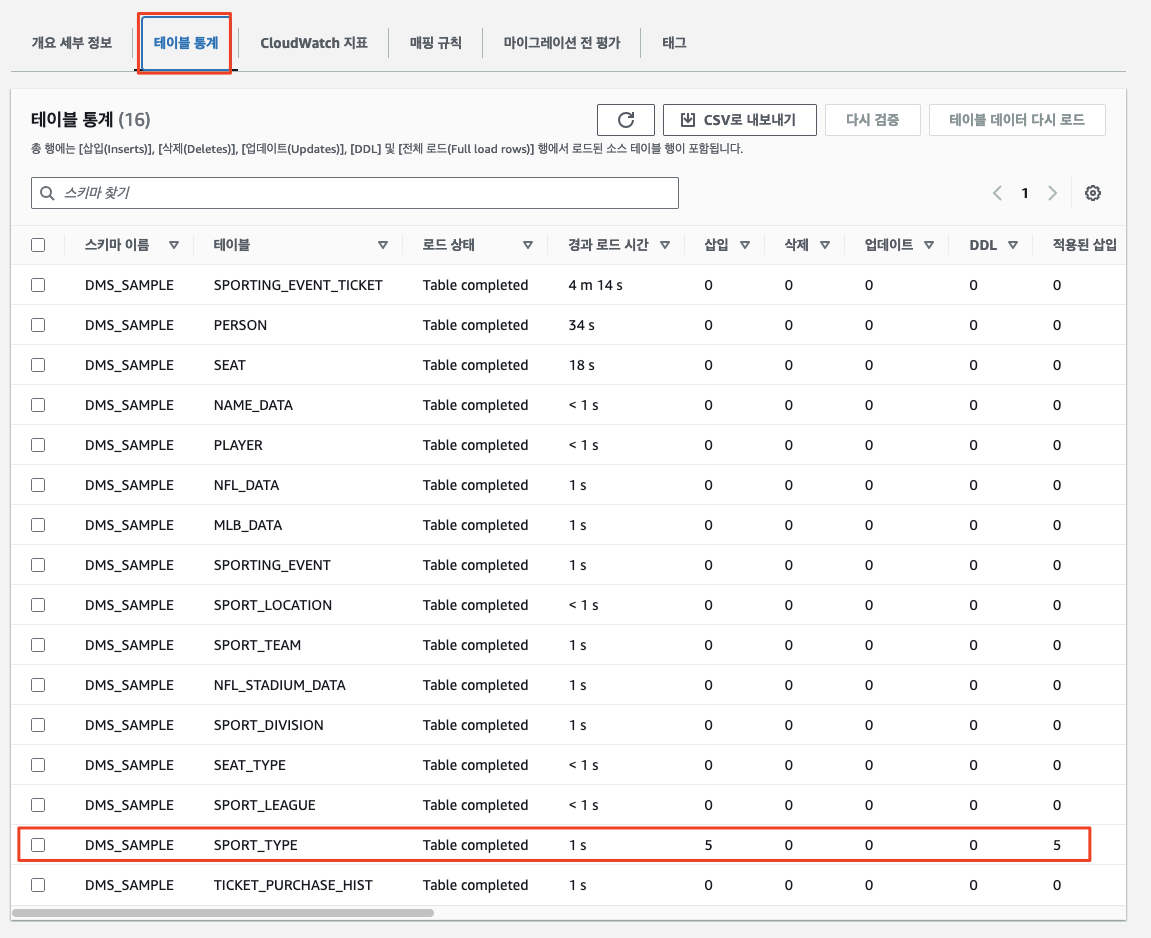 개요 세부 정보 테이블 통계 CloudWatch 지표 매핑 규칙 마이그레이션 전 평가 태그
테이블 통계 (16) CSV로 내보내기 다시 검증 테이블 데이터 다시 로드
총 행에는 [삽입(Inserts)], [삭제(Deletes)], [업데이트(Updates)], [DDL] 및 [전체 로드(Full load rows)] 행에서 로드된 소스 테이블 행이 포함됩니다.
스키마 찾기 1
스키마 이름 테이블 로드 상태 경과 로드 시간 삽입 삭제 업데이트 DDL 적용된 삽입
DMS_SAMPLE SPORTING_EVENT_TICKET Table completed 4 m 14 s 0 0 0 0 0
DMS_SAMPLE PERSON Table completed 34 s 0 0 0 0 0
DMS_SAMPLE SEAT Table completed 18 s 0 0 0 0 0
DMS_SAMPLE NAME_DATA Table completed < 1 s 0 0 0 0 0
DMS_SAMPLE PLAYER Table completed < 1 s 0 0 0 0 0
DMS_SAMPLE NFL_DATA Table completed 1 s 0 0 0 0 0
DMS_SAMPLE MLB_DATA Table completed 1 s 0 0 0 0 0
DMS_SAMPLE SPORTING_EVENT Table completed 1 s 0 0 0 0 0
DMS_SAMPLE SPORT_LOCATION Table completed < 1 s 0 0 0 0 0
DMS_SAMPLE SPORT_TEAM Table completed 1 s 0 0 0 0 0
DMS_SAMPLE NFL_STADIUM_DATA Table completed 1 s 0 0 0 0 0
DMS_SAMPLE SPORT_DIVISION Table completed 1 s 0 0 0 0 0
DMS_SAMPLE SEAT_TYPE Table completed < 1 s 0 0 0 0 0
DMS_SAMPLE SPORT_LEAGUE Table completed < 1 s 0 0 0 0 0
DMS_SAMPLE SPORT_TYPE Table completed 1 s 5 0 0 0 5
DMS_SAMPLE TICKET_PURCHASE_HIST Table completed 1 s 0 0 0 0 0